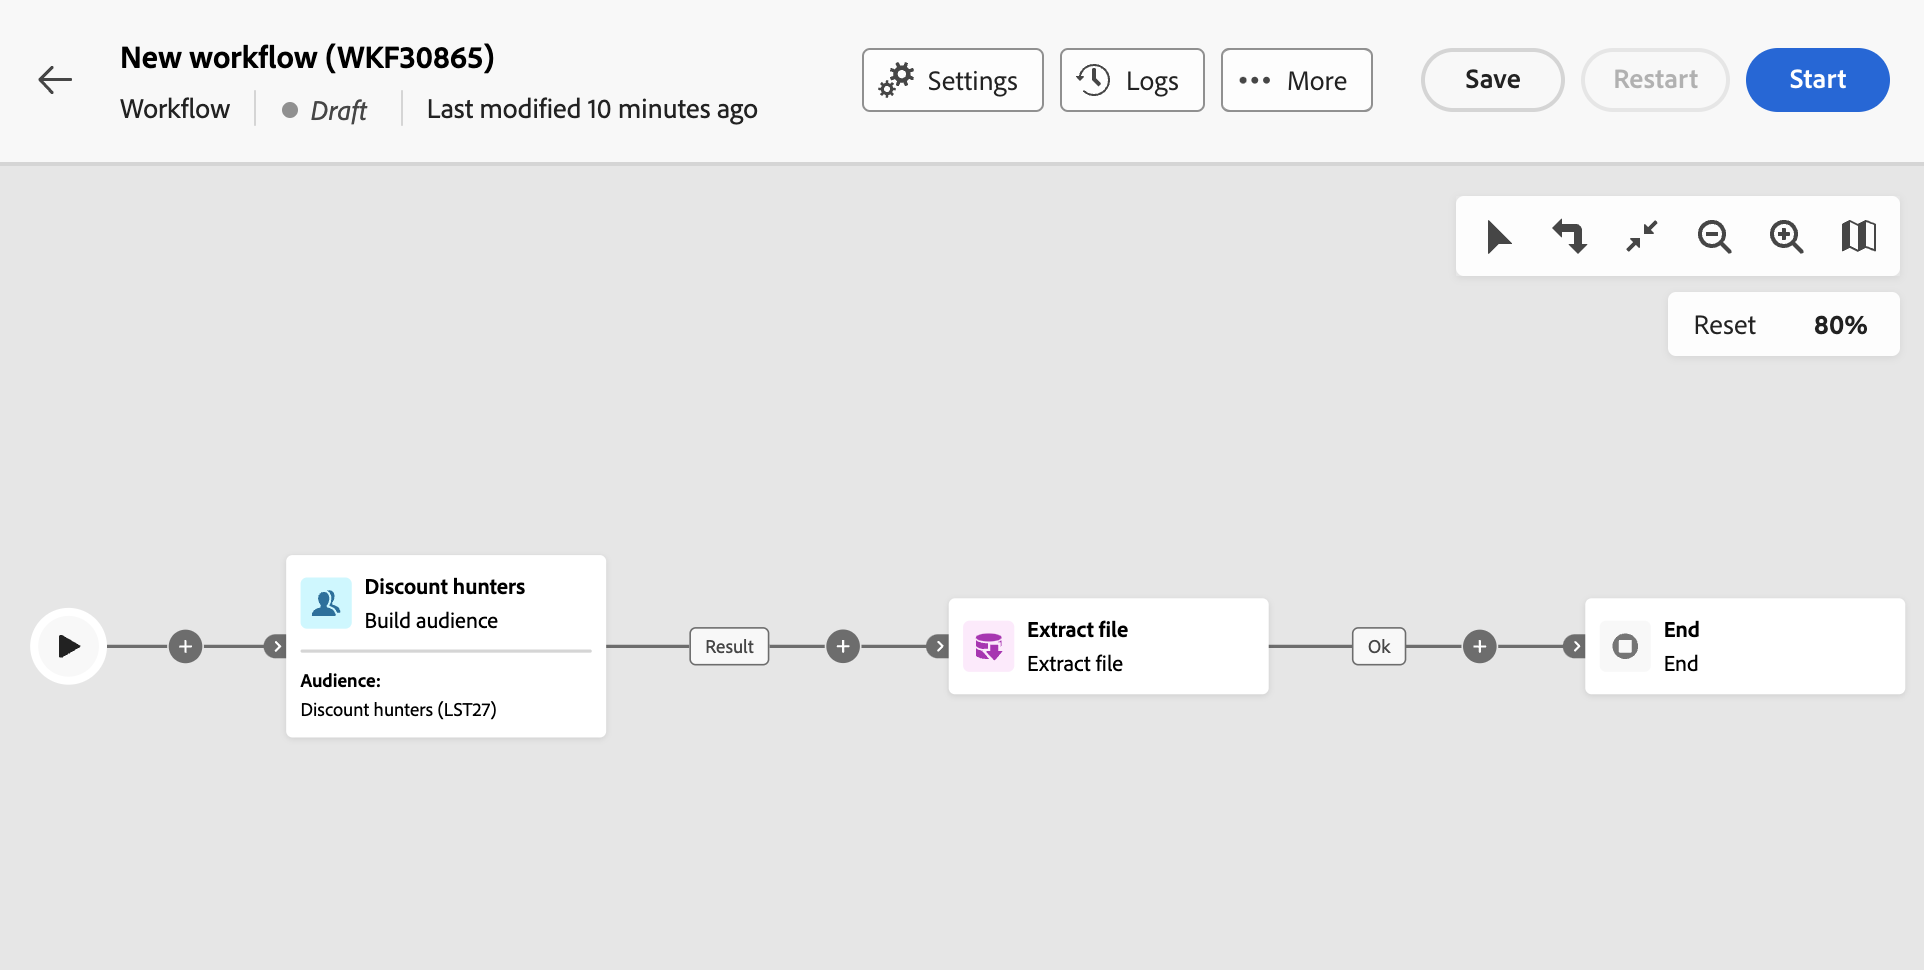 New workflow (WKF30865)
Workflow Draft Last modified 10 minutes ago
Settings Logs More Save Restart Start
Reset 80%
Discount hunters
Build audience
Audience:
Discount hunters (LST27)
Result
Extract file
Extract file
Ok
End
End